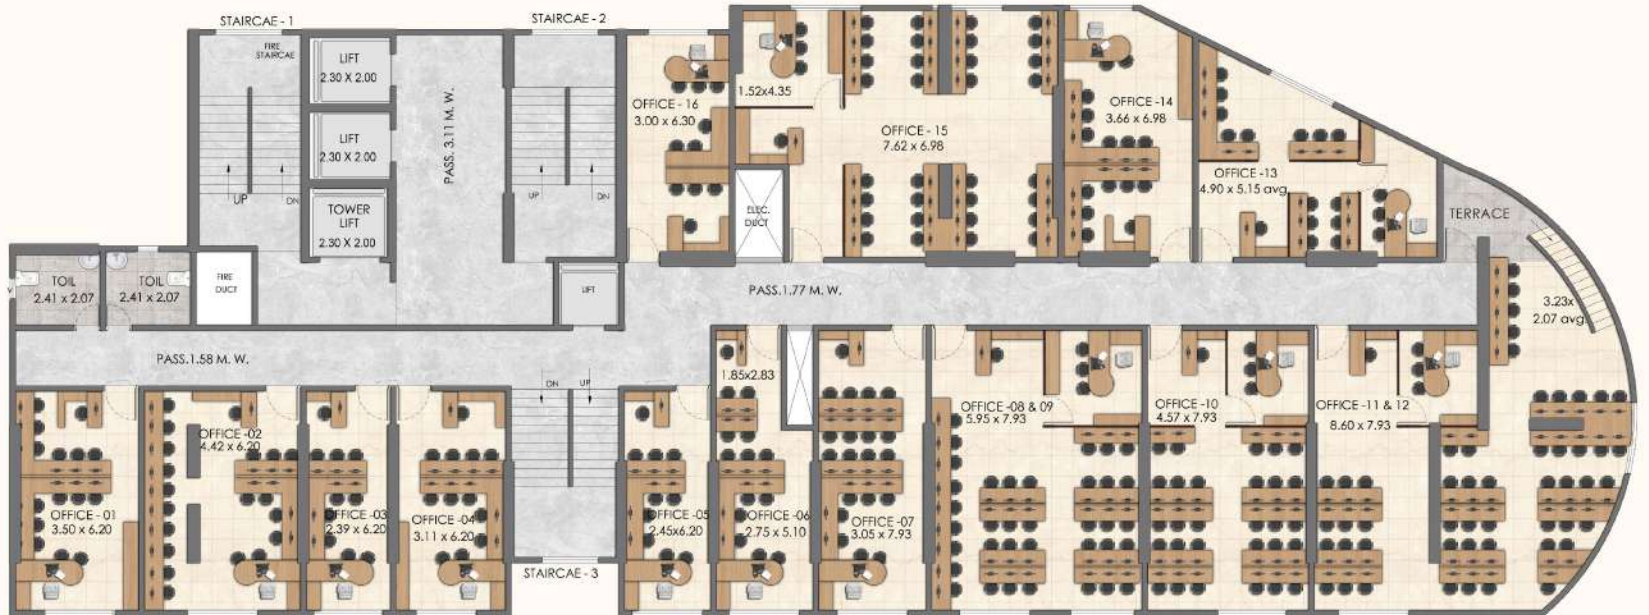 STAIRCAE - 1
STAIRCAE - 2
FIRE
STAIRCAE
LIFT
2.30 X 2.00
LIFT
2.30 X 2.00
TOWER
LIFT
2.30 X 2.00
UP
DN
PASS. 3.11 M. W.
UP
DN
OFFICE - 16
3.00 x 6.30
1.52x4.35
OFFICE - 15
7.62 x 6.98
OFFICE -14
3.66 x 6.98
OFFICE -13
4.90 x 5.15 avg
ELEC.
DUCT
TERRACE
TOIL
2.41 x 2.07
TOIL
2.41 x 2.07
FIRE
DUCT
LIFT
PASS.1.77 M. W.
3.23x
2.07 avg
PASS.1.58 M. W.
DN
UP
1.85x2.83
OFFICE -01
3.50 x 6.20
OFFICE -02
4.42 x 6.20
OFFICE -03
2.39 x 6.20
OFFICE -04
3.11 x 6.20
STAIRCAE - 3
OFFICE -05
2.45x6.20
OFFICE -06
2.75 x 5.10
OFFICE -07
3.05 x 7.93
OFFICE -08 & 09
5.95 x 7.93
OFFICE -10
4.57 x 7.93
OFFICE -11 & 12
8.60 x 7.93